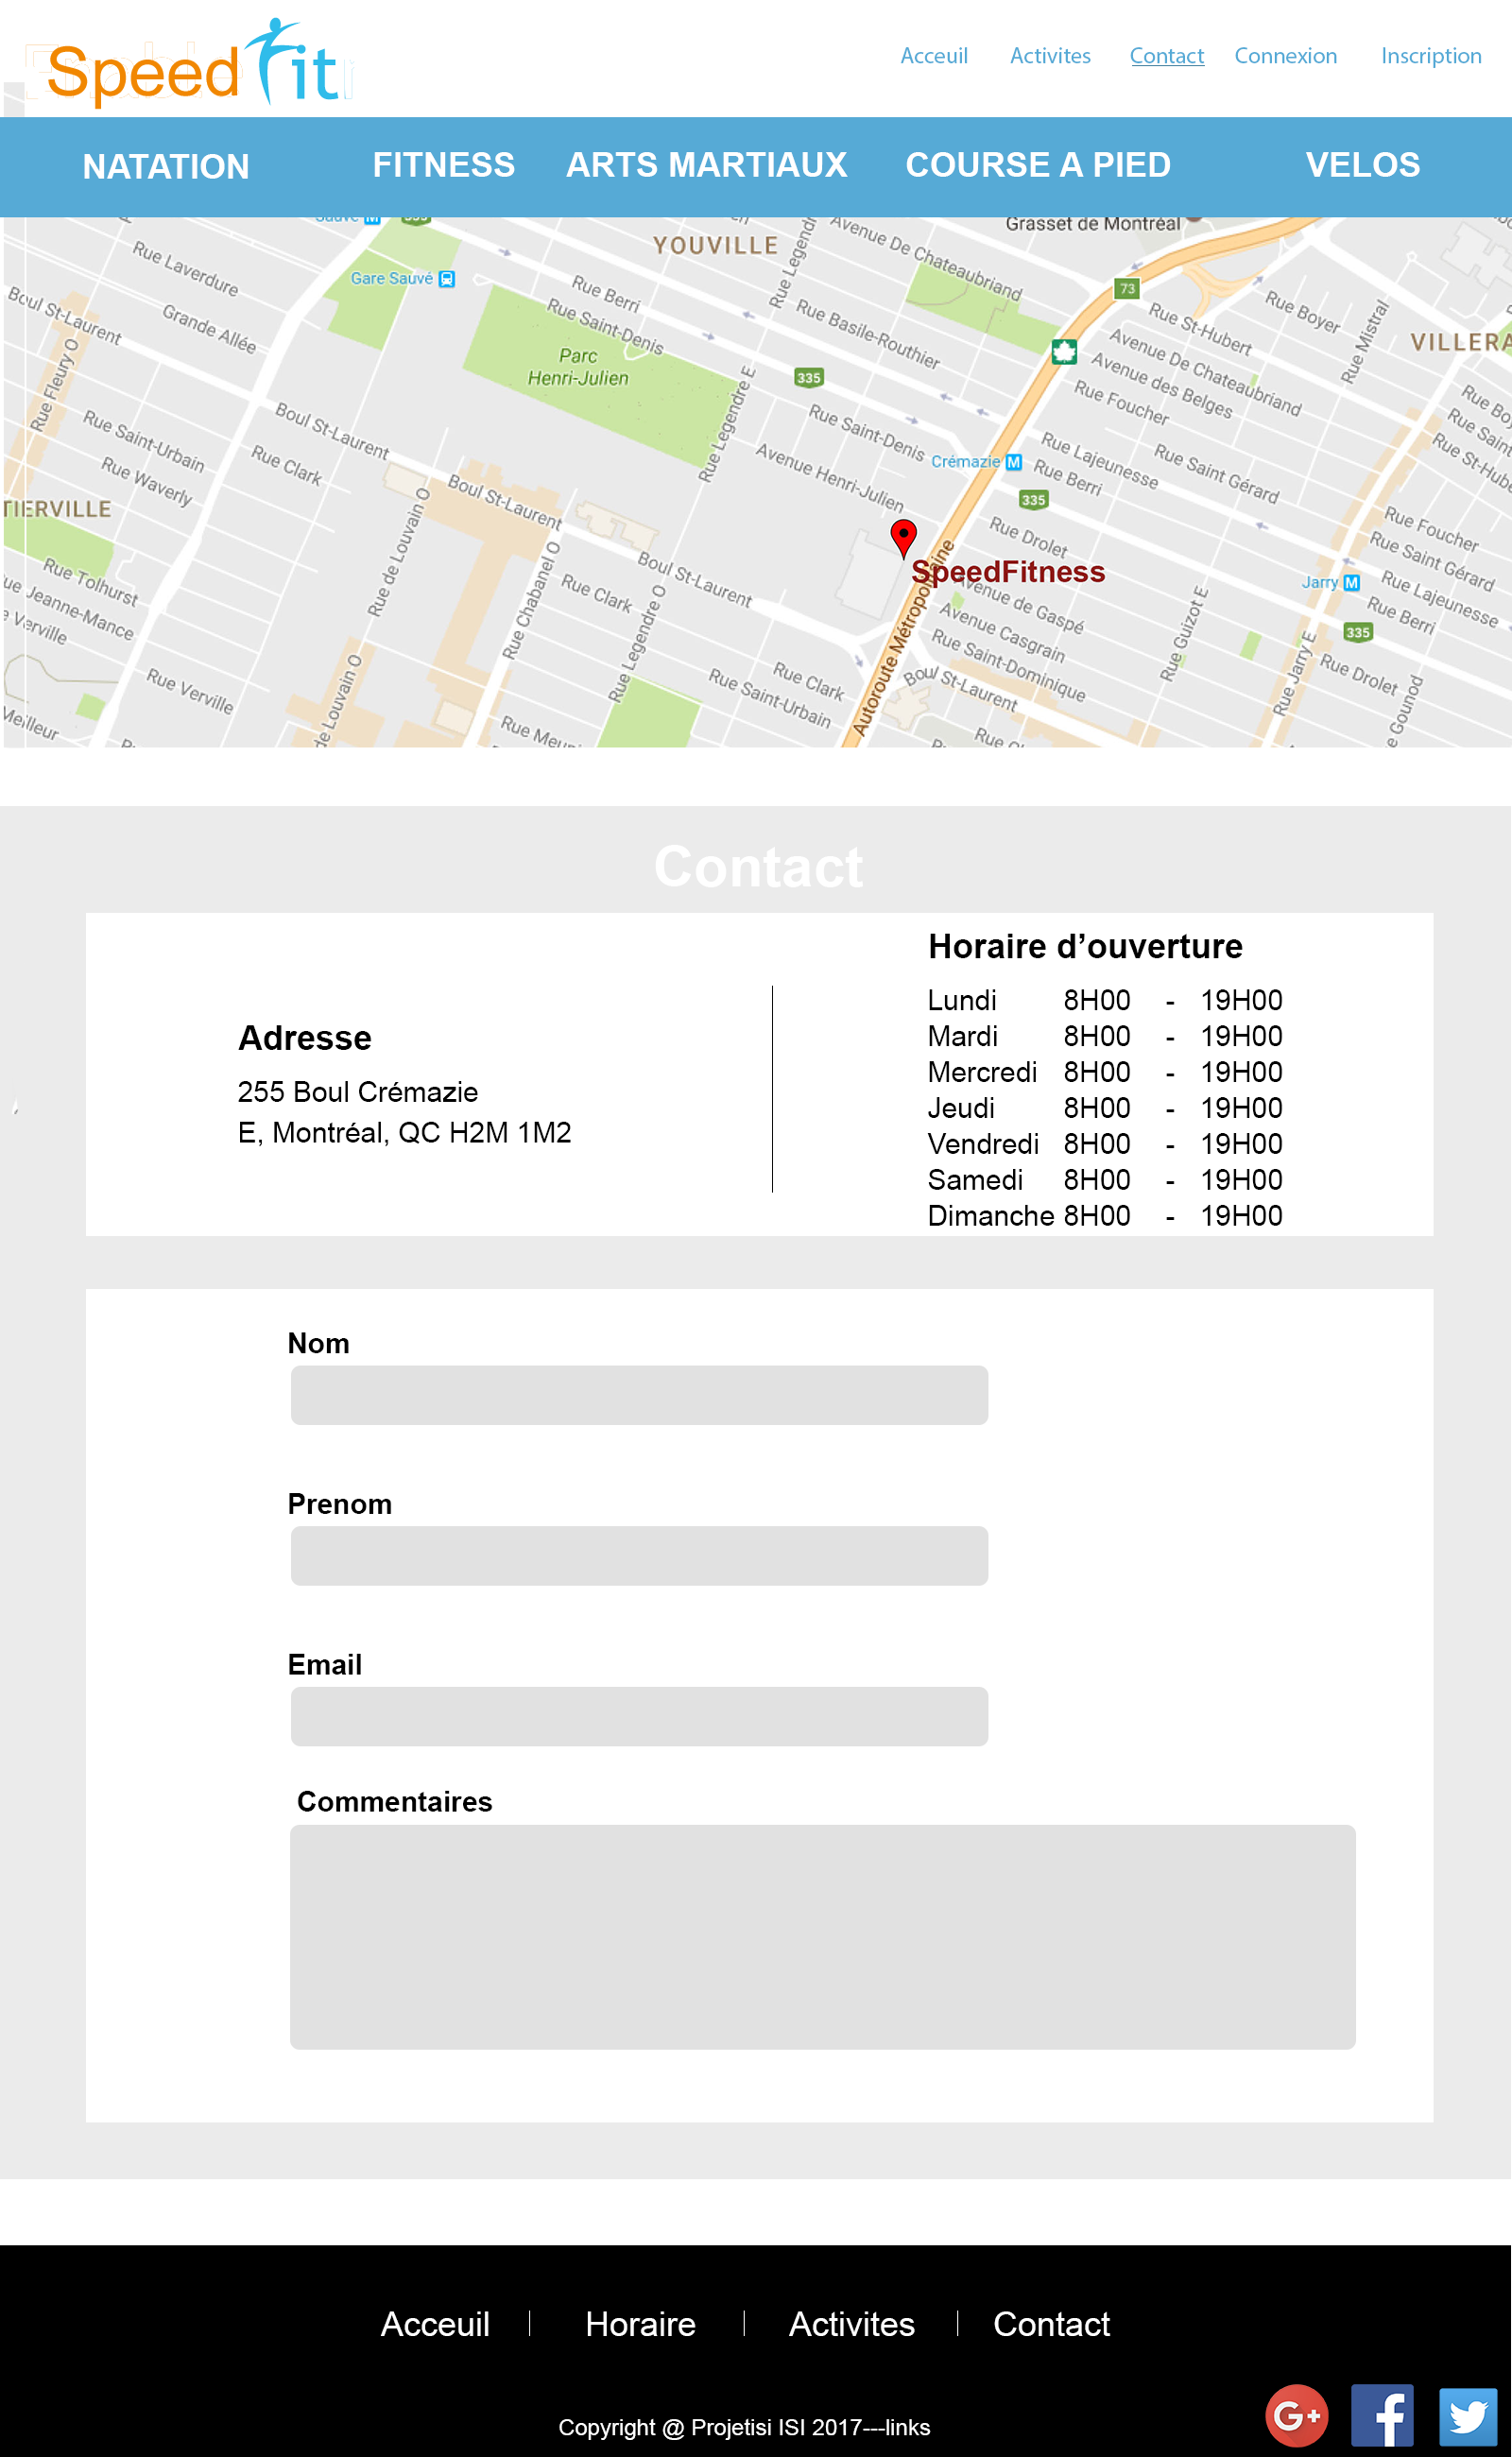 Speed Fit
Acceuil Activites Contact Connexion Inscription
NATATION FITNESS ARTS MARTIAUX COURSE A PIED VELOS
Grasset de Montréal
YOUVILLE
Avenue De Chateaubriand
Rue Legendre
Rue Laverdure
Gare Sauvé
Rue Berri
73
Boul St-Laurent
Grande Allée
Rue Saint-Denis
Rue Basile-Routhier
Rue St-Hubert
Rue Boyer
Rue Mistral
VILLERA
Avenue De Chateaubriand
Parc
Henri-Julien
335
Avenue des Belges
Rue Fleury O
Rue Foucher
Rue Legendre E
Boul St-Laurent
Rue Saint-Denis
Rue Saint-Urbain
Rue Clark
Avenue Henri-Julien
Crémazie
Rue Lajeunesse
Rue Saint Gérard
Rue Berri
Rue Waverly
Boul St-Laurent
Rue de Louvain O
335
TIERVILLE
Rue Drolet
Rue Foucher
Rue Saint Gérard
SpeedFitness
Rue Tolhurst
Rue Chabanel O
Boul St-Laurent
Rue Clark
Jarry
Rue Lajeunesse
Rue Berri
ue Jeanne-Mance
Avenue de Gaspé
Avenue Casgrain
Rue Guizot E
335
e Verville
Rue Legendre O
Autoroute Métropolitaine
Rue Saint-Dominique
Rue Jarry E
Rue Drolet
Rue Verville
Rue Clark
Rue Saint-Urbain
Boul St-Laurent
de Louvain O
Meilleur
e Gounod
Contact
Horaire d’ouverture
Lundi 8H00 - 19H00
Mardi 8H00 - 19H00
Mercredi 8H00 - 19H00
Jeudi 8H00 - 19H00
Vendredi 8H00 - 19H00
Samedi 8H00 - 19H00
Dimanche 8H00 - 19H00
Adresse
255 Boul Crémazie
E, Montréal, QC H2M 1M2
Nom
Prenom
Email
Commentaires
Acceuil | Horaire | Activites | Contact
Copyright @ Projetisi ISI 2017---links